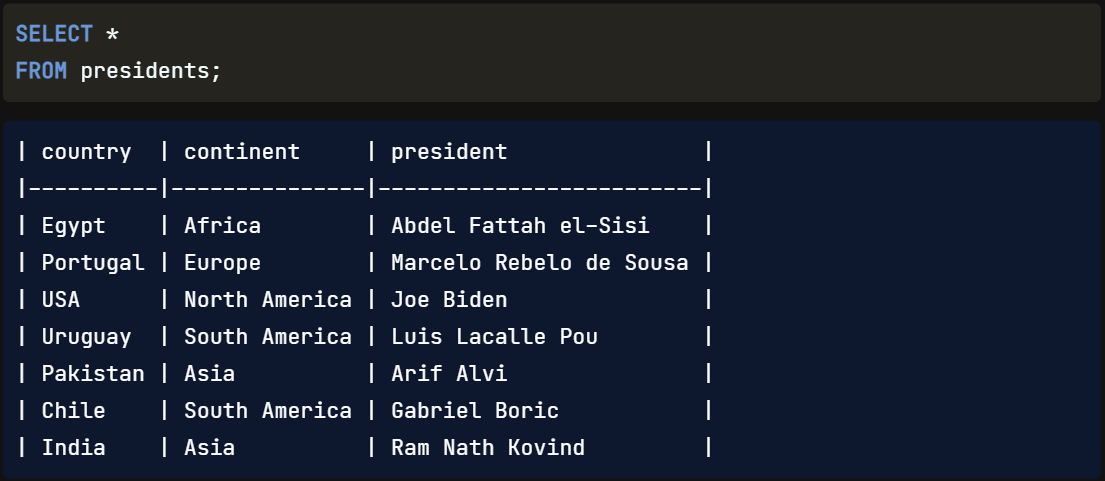 SELECT *
FROM presidents;
| country  | continent     | president               |
|----------|---------------|-------------------------|
| Egypt    | Africa        | Abdel Fattah el-Sisi    |
| Portugal | Europe        | Marcelo Rebelo de Sousa |
| USA      | North America | Joe Biden               |
| Uruguay  | South America | Luis Lacalle Pou        |
| Pakistan | Asia          | Arif Alvi               |
| Chile    | South America | Gabriel Boric           |
| India    | Asia          | Ram Nath Kovind         |